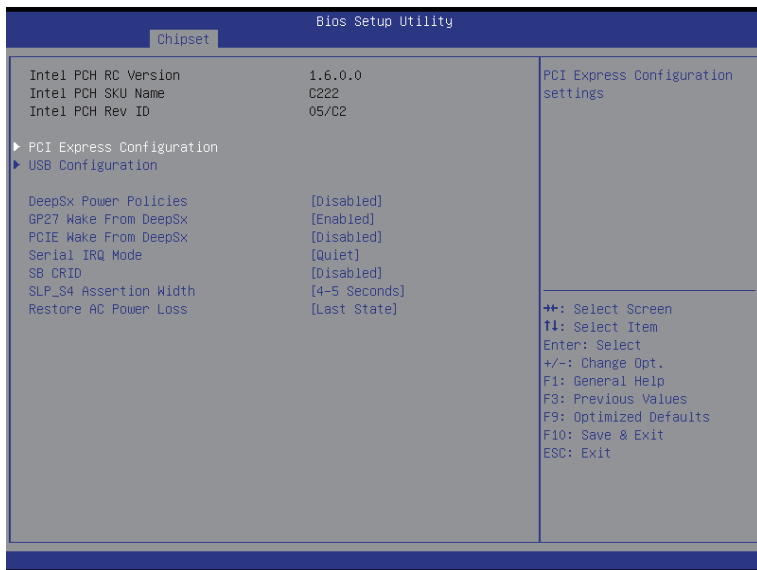 Bios Setup Utility
Chipset
Intel PCH RC Version 1.6.0.0
Intel PCH SKU Name C222
Intel PCH Rev ID 05/C2
PCI Express Configuration
USB Configuration
DeepSx Power Policies [Disabled]
GP27 Wake From DeepSx [Enabled]
PCIE Wake From DeepSx [Disabled]
Serial IRQ Mode [Quiet]
SB CRID [Disabled]
SLP_S4 Assertion Width [4-5 Seconds]
Restore AC Power Loss [Last State]
PCI Express Configuration
settings
→←: Select Screen
↑↓: Select Item
Enter: Select
+/-: Change Opt.
F1: General Help
F3: Previous Values
F9: Optimized Defaults
F10: Save & Exit
ESC: Exit